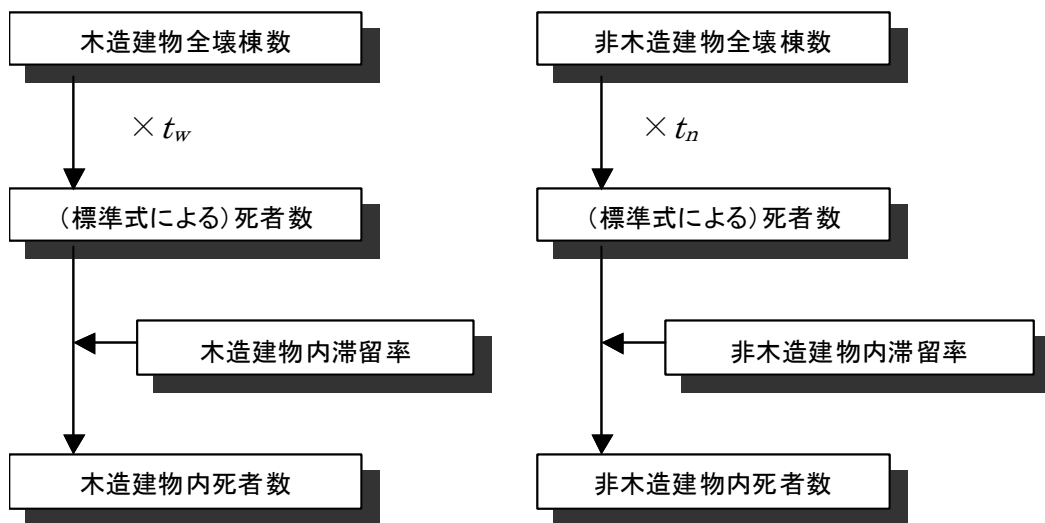 木造建物全壊棟数
非木造建物全壊棟数
× tw
× tn
(標準式による)死者数
(標準式による)死者数
木造建物内滞留率
非木造建物内滞留率
木造建物内死者数
非木造建物内死者数